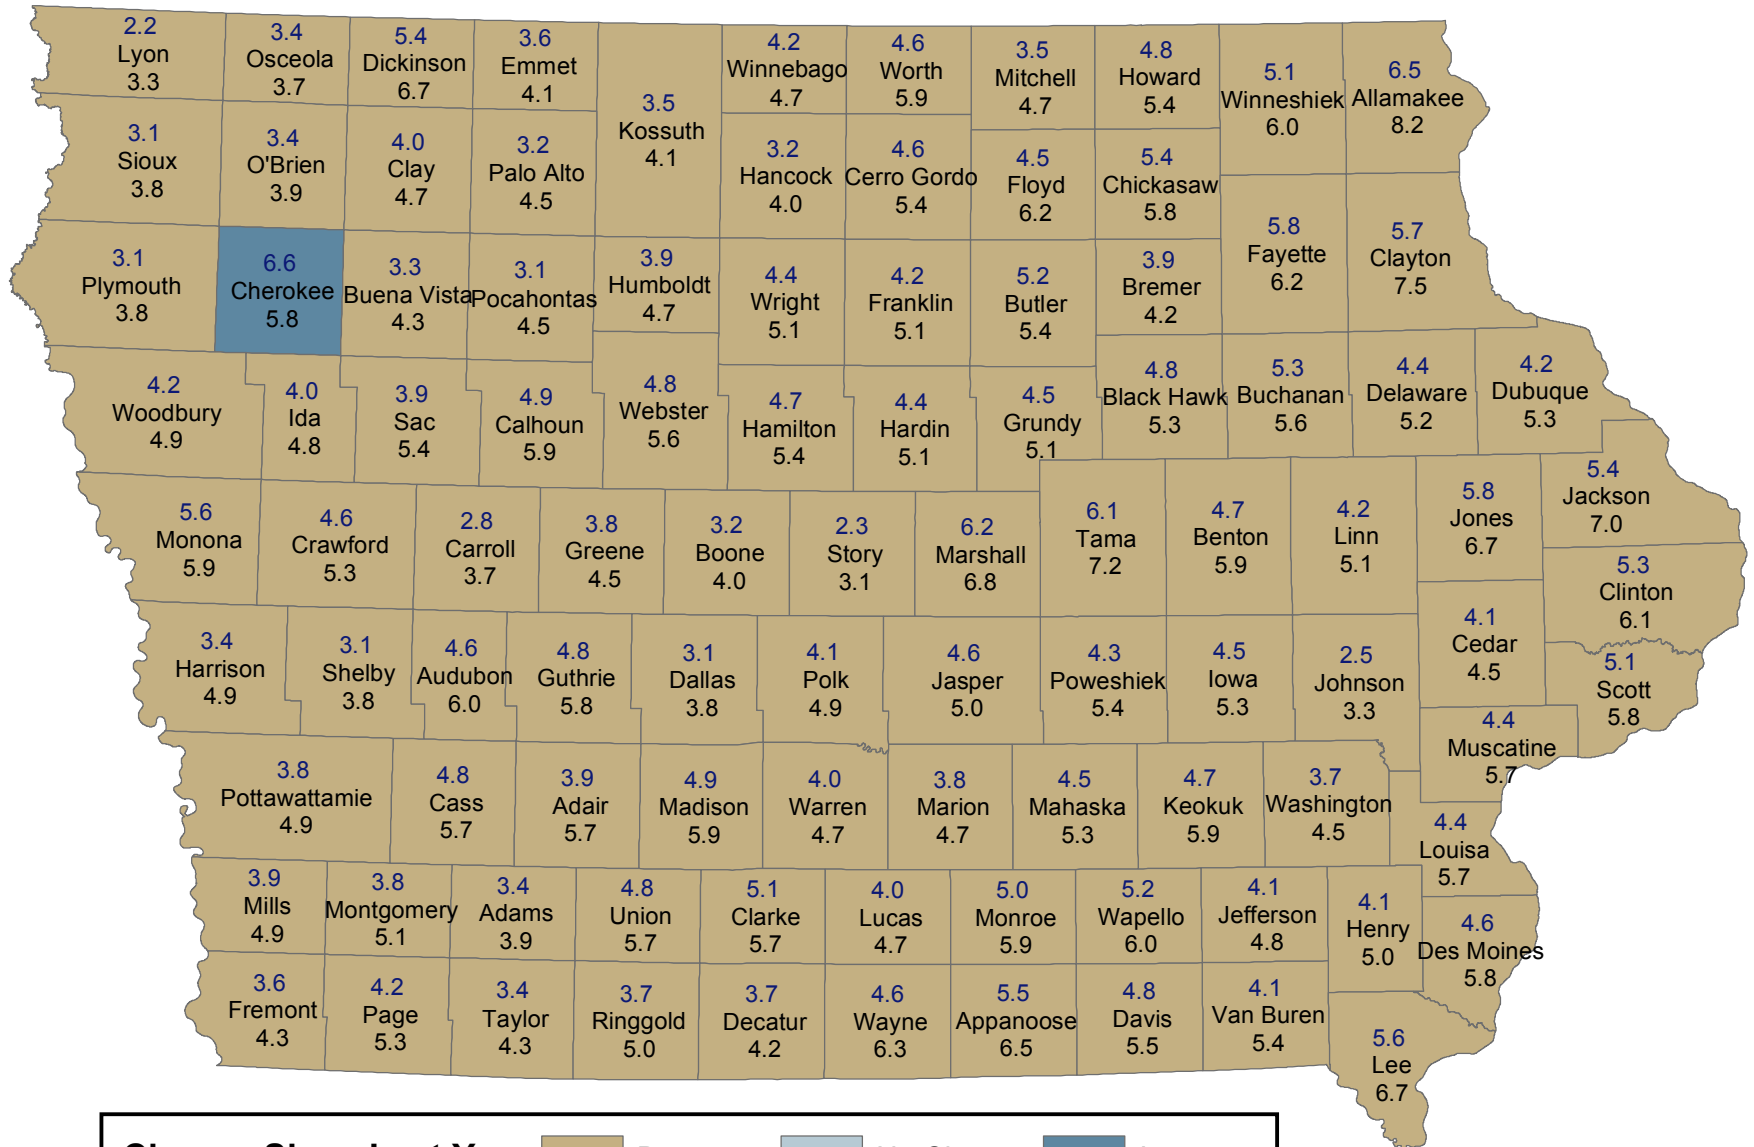 2.2
Lyon
3.3
3.4
Osceola
3.7
5.4
Dickinson
6.7
3.6
Emmet
4.1
3.5
Kossuth
4.1
4.2
Winnebago
4.7
4.6
Worth
5.9
3.5
Mitchell
4.7
4.8
Howard
5.4
5.1
Winneshiek
6.0
6.5
Allamakee
8.2
3.1
Sioux
3.8
3.4
O'Brien
3.9
4.0
Clay
4.7
3.2
Palo Alto
4.5
3.2
Hancock
4.0
4.6
Cerro Gordo
5.4
4.5
Floyd
6.2
5.4
Chickasaw
5.8
5.8
Fayette
6.2
5.7
Clayton
7.5
3.1
Plymouth
3.8
6.6
Cherokee
5.8
3.3
Buena Vista
4.3
3.1
Pocahontas
4.5
3.9
Humboldt
4.7
4.4
Wright
5.1
4.2
Franklin
5.1
5.2
Butler
5.4
3.9
Bremer
4.2
4.2
Woodbury
4.9
4.0
Ida
4.8
3.9
Sac
5.4
4.9
Calhoun
5.9
4.8
Webster
5.6
4.7
Hamilton
5.4
4.4
Hardin
5.1
4.5
Grundy
5.1
4.8
Black Hawk
5.3
5.3
Buchanan
5.6
4.4
Delaware
5.2
4.2
Dubuque
5.3
5.6
Monona
5.9
4.6
Crawford
5.3
2.8
Carroll
3.7
3.8
Greene
4.5
3.2
Boone
4.0
2.3
Story
3.1
6.2
Marshall
6.8
6.1
Tama
7.2
4.7
Benton
5.9
4.2
Linn
5.1
5.8
Jones
6.7
5.4
Jackson
7.0
5.3
Clinton
6.1
3.4
Harrison
4.9
3.1
Shelby
3.8
4.6
Audubon
6.0
4.8
Guthrie
5.8
3.1
Dallas
3.8
4.1
Polk
4.9
4.6
Jasper
5.0
4.3
Poweshiek
5.4
4.5
Iowa
5.3
2.5
Johnson
3.3
4.1
Cedar
4.5
5.1
Scott
5.8
4.4
Muscatine
5.7
3.8
Pottawattamie
4.9
4.8
Cass
5.7
3.9
Adair
5.7
4.9
Madison
5.9
4.0
Warren
4.7
3.8
Marion
4.7
4.5
Mahaska
5.3
4.7
Keokuk
5.9
3.7
Washington
4.5
4.4
Louisa
5.7
3.9
Mills
4.9
3.8
Montgomery
5.1
3.4
Adams
3.9
4.8
Union
5.7
5.1
Clarke
5.7
4.0
Lucas
4.7
5.0
Monroe
5.9
5.2
Wapello
6.0
4.1
Jefferson
4.8
4.1
Henry
5.0
4.6
Des Moines
5.8
3.6
Fremont
4.3
4.2
Page
5.3
3.4
Taylor
4.3
3.7
Ringgold
5.0
3.7
Decatur
4.2
4.6
Wayne
6.3
5.5
Appanoose
6.5
4.8
Davis
5.5
4.1
Van Buren
5.4
5.6
Lee
6.7